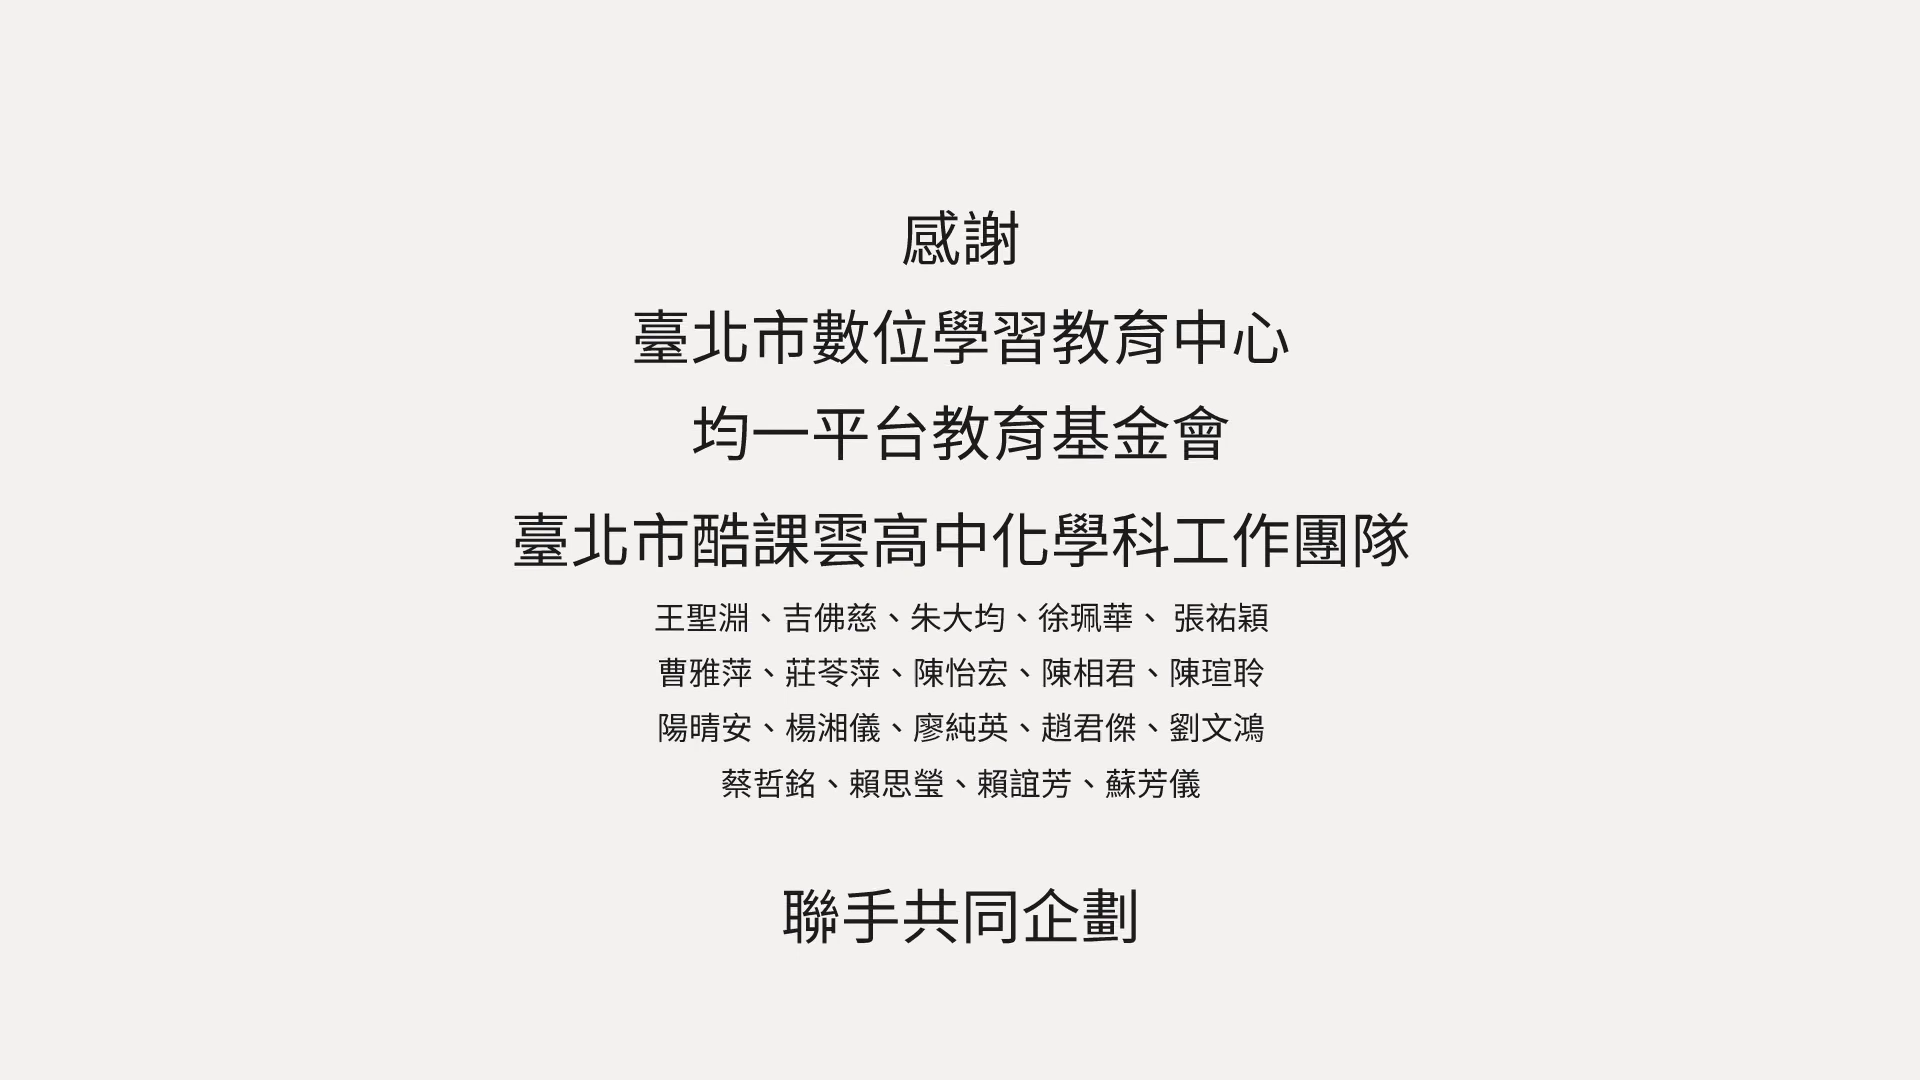 感謝
臺北市數位學習教育中心
均一平台教育基金會
臺北市酷課雲高中化學科工作團隊
王聖淵、吉佛慈、朱大均、徐珮華、 張祐穎
曹雅萍、莊苓萍、陳怡宏、陳相君、陳瑄聆
陽晴安、楊湘儀、廖純英、趙君傑、劉文鴻
蔡哲銘、賴思瑩、賴誼芳、蘇芳儀
聯手共同企劃